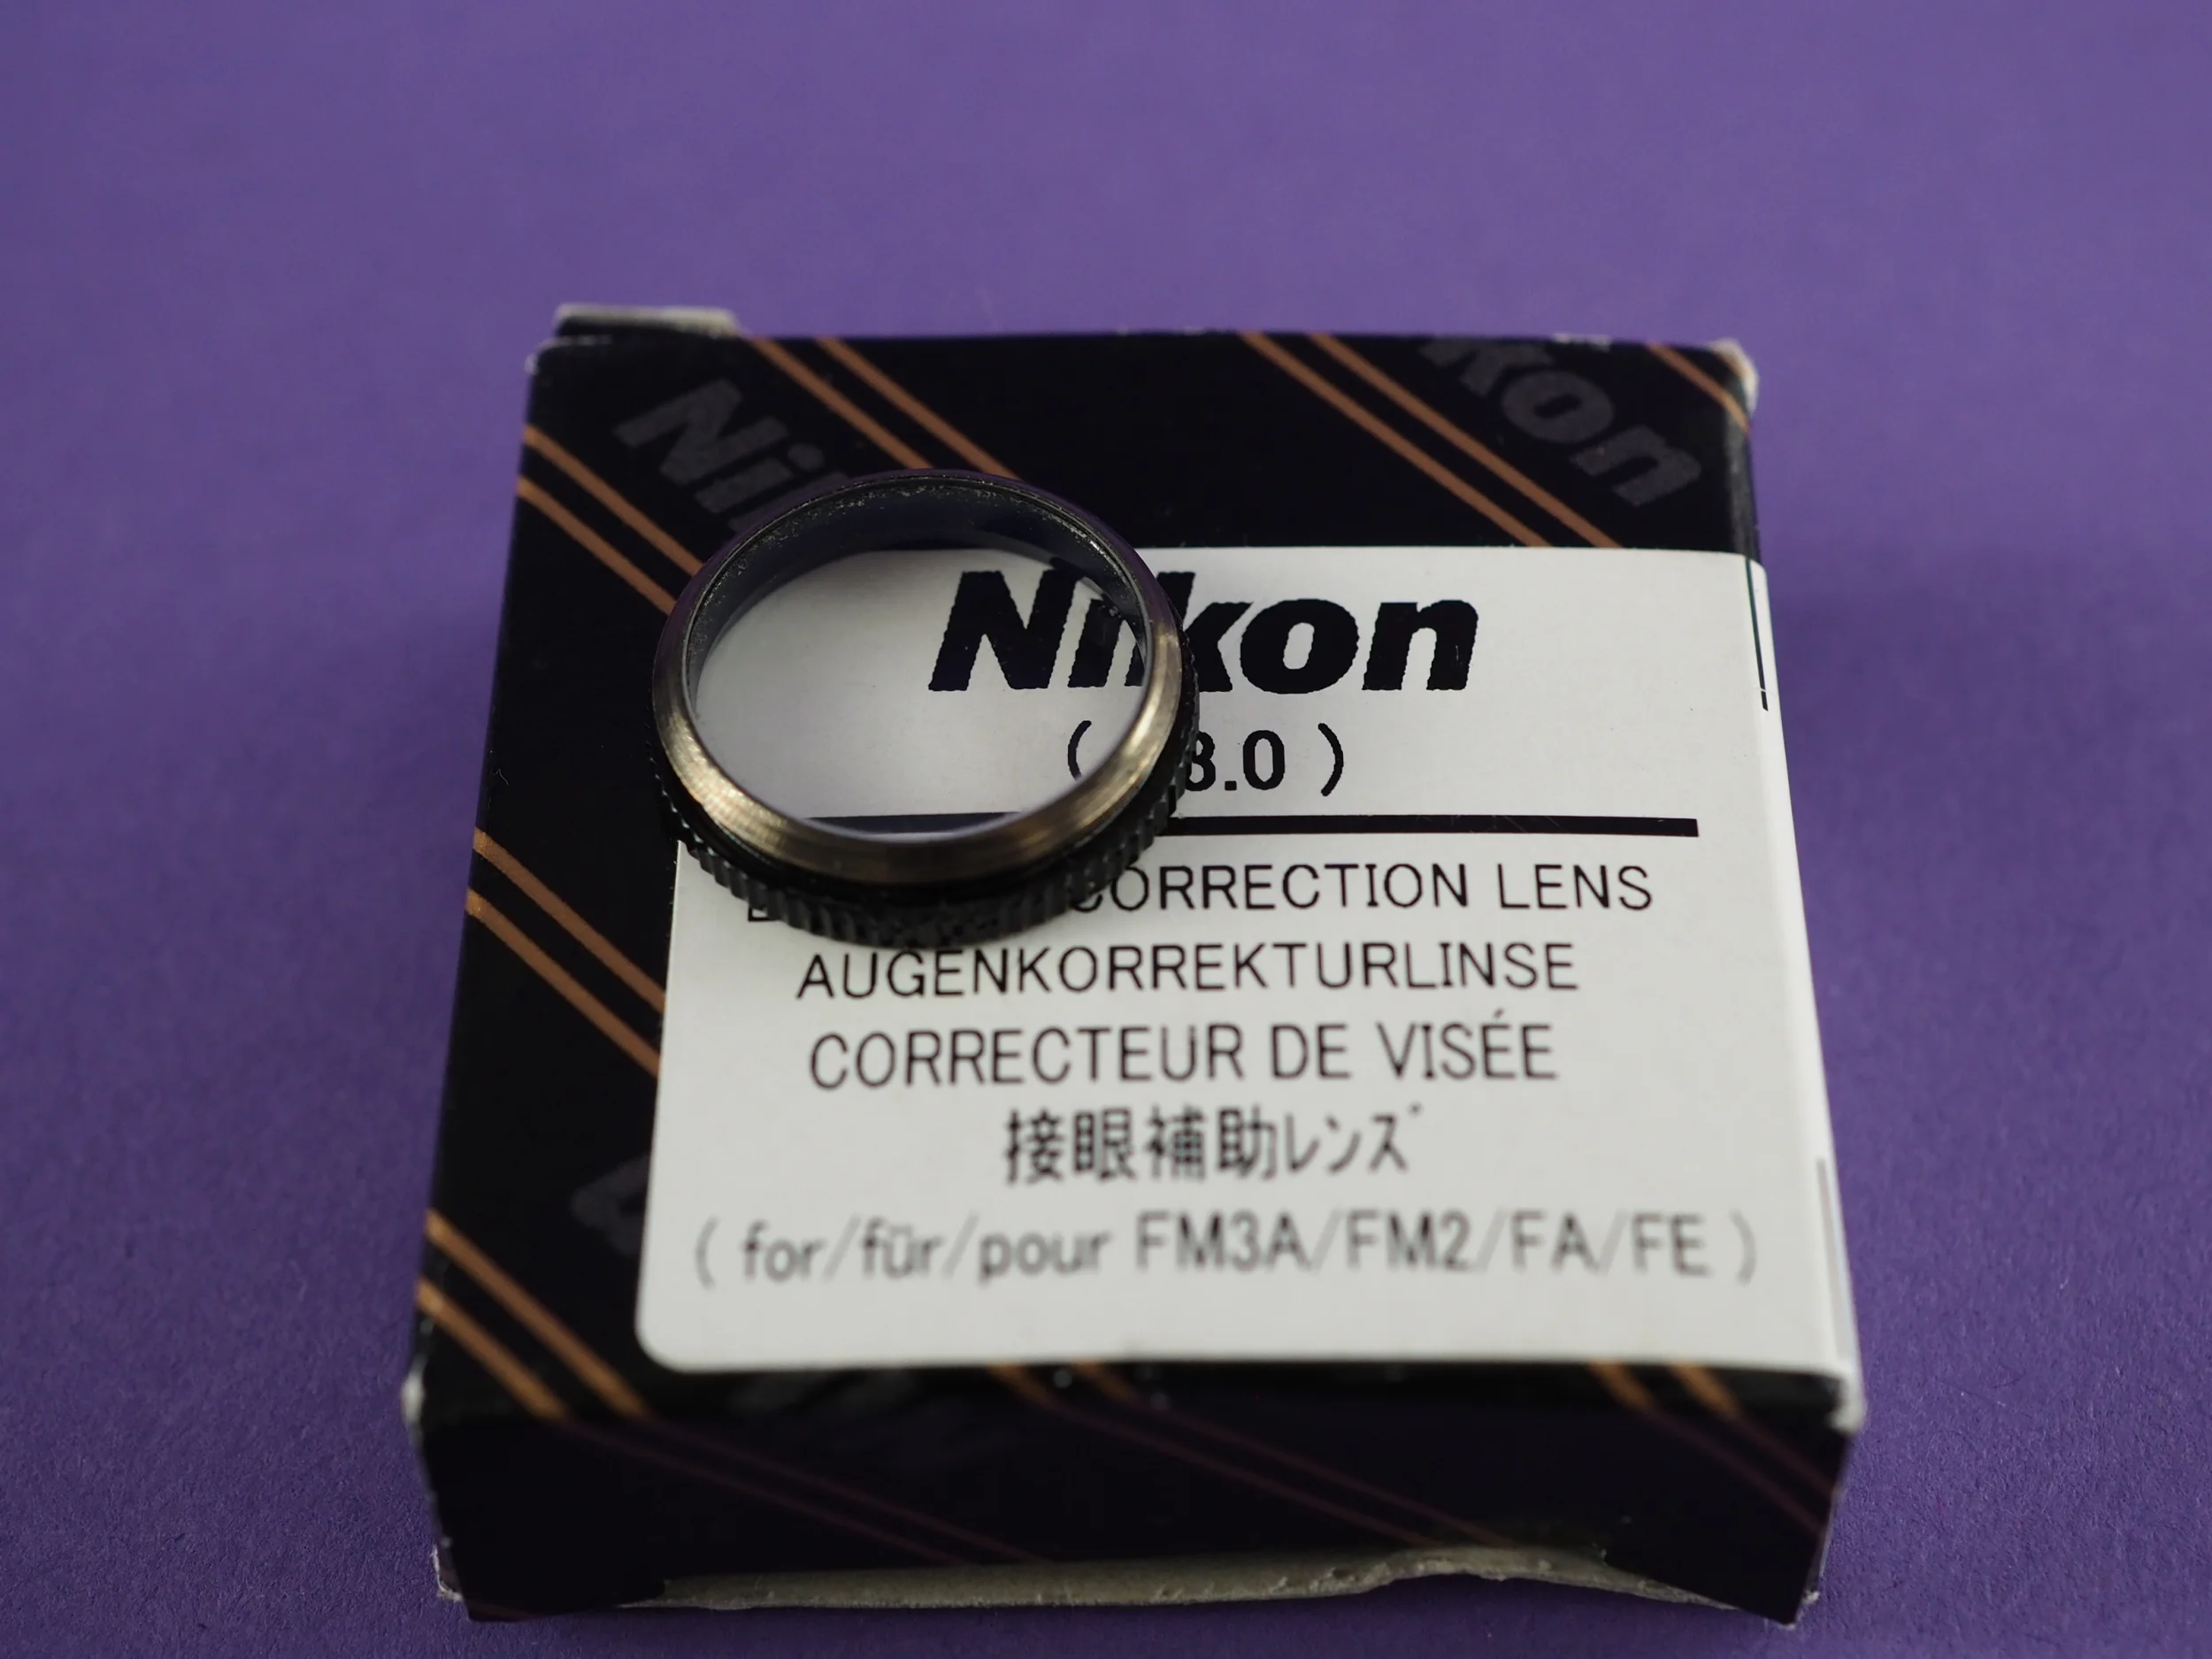 Nikon
( 3.0 )
CORRECTION LENS
AUGENKORREKTURLINSE
CORRECTEUR DE VISÉE
接眼補助レンズ
( for/für/pour FM3A/FM2/FA/FE )